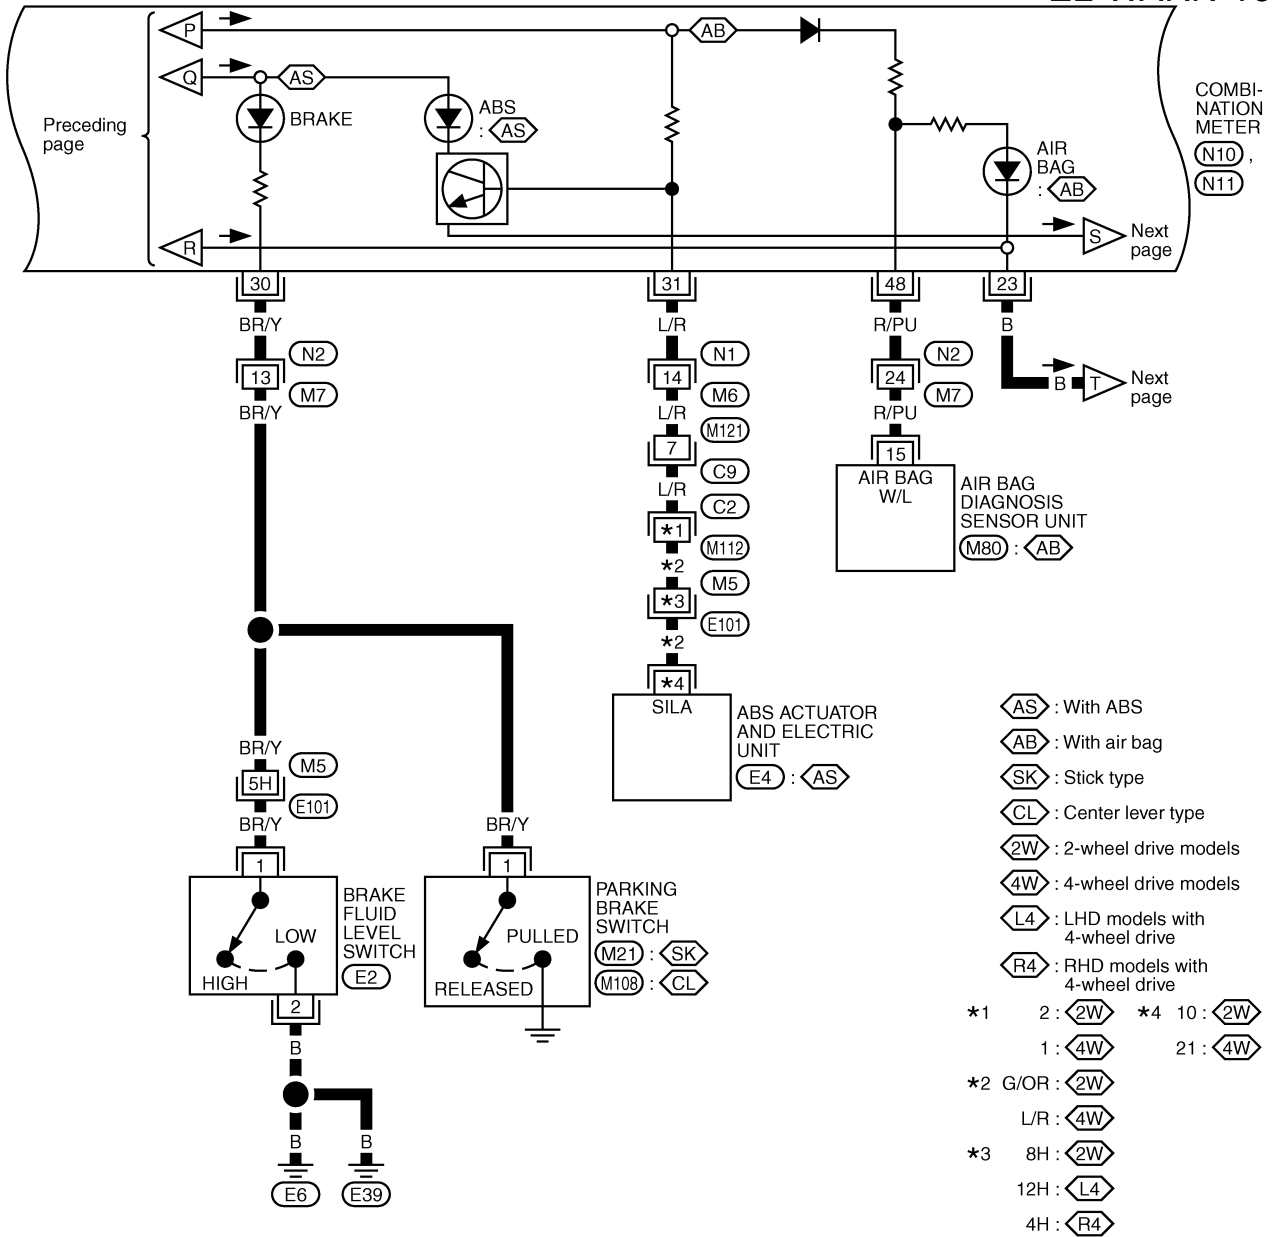 P
AB
Q
AS
BRAKE
ABS
: AS
Preceding
page
AIR
BAG
: AB
COMBI-
NATION
METER
N10 ,
N11
R
S
Next
page
30
31
48
23
BR/Y
L/R
R/PU
B
N2
N1
N2
13
14
24
B
T
Next
page
M7
M6
M7
BR/Y
L/R
R/PU
M121
7
15
C9
AIR BAG
W/L
AIR BAG
DIAGNOSIS
SENSOR UNIT
M80 : AB
L/R
C2
*1
M112
*2
M5
*3
E101
*2
*4
SILA
ABS ACTUATOR
AND ELECTRIC
UNIT
E4 : AS
BR/Y
M5
5H
E101
BR/Y
BR/Y
1
1
BRAKE
FLUID
LEVEL
SWITCH
E2
LOW
HIGH
PARKING
BRAKE
SWITCH
M21 : SK
M108 : CL
PULLED
RELEASED
2
B
B
B
E6
E39
AS : With ABS
AB : With air bag
SK : Stick type
CL : Center lever type
2W : 2-wheel drive models
4W : 4-wheel drive models
L4 : LHD models with
4-wheel drive
R4 : RHD models with
4-wheel drive
*1 2 : 2W *4 10 : 2W
1 : 4W 21 : 4W
*2 G/OR : 2W
L/R : 4W
*3 8H : 2W
12H : L4
4H : R4